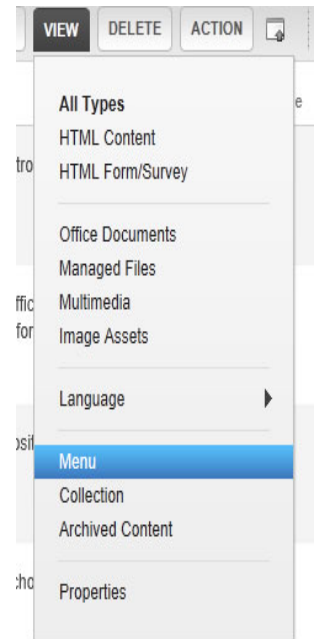 VIEW DELETE ACTION
All Types
HTML Content
HTML Form/Survey
Office Documents
Managed Files
Multimedia
Image Assets
Language
Menu
Collection
Archived Content
Properties